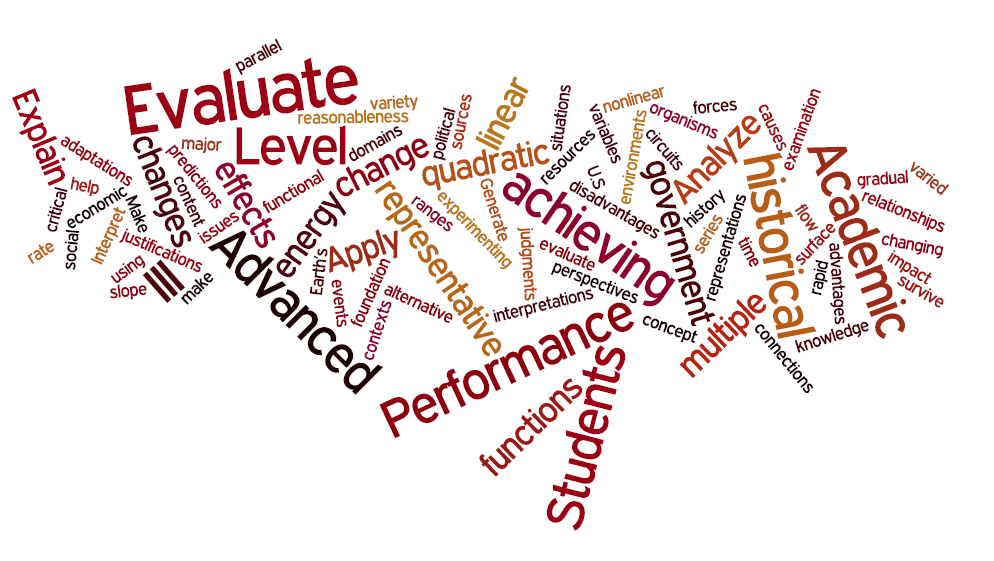 parallel
Evaluate
Explain
variety
reasonableness
Level
domains
political
sources
linear
situations
nonlinear
variables
environments
organisms
forces
causes
examination
adaptations
changes
major
predictions
content
effects
functional
issues
change
energy
quadratic
resources
circuits
Analyze
historical
Academic
varied
gradual
relationships
changing
impact
survive
critical
help
economic
social
rate
Interpret
Make
justifications
using
slope
III
make
Advanced
Earth's
Apply
events
foundation
contexts
alternative
representative
ranges
experimenting
Generate
judgments
achieving
U.S
disadvantages
government
history
series
representations
time
flow
surface
rapid
advantages
knowledge
evaluate
perspectives
interpretations
concept
multiple
connections
Performance
Students
functions